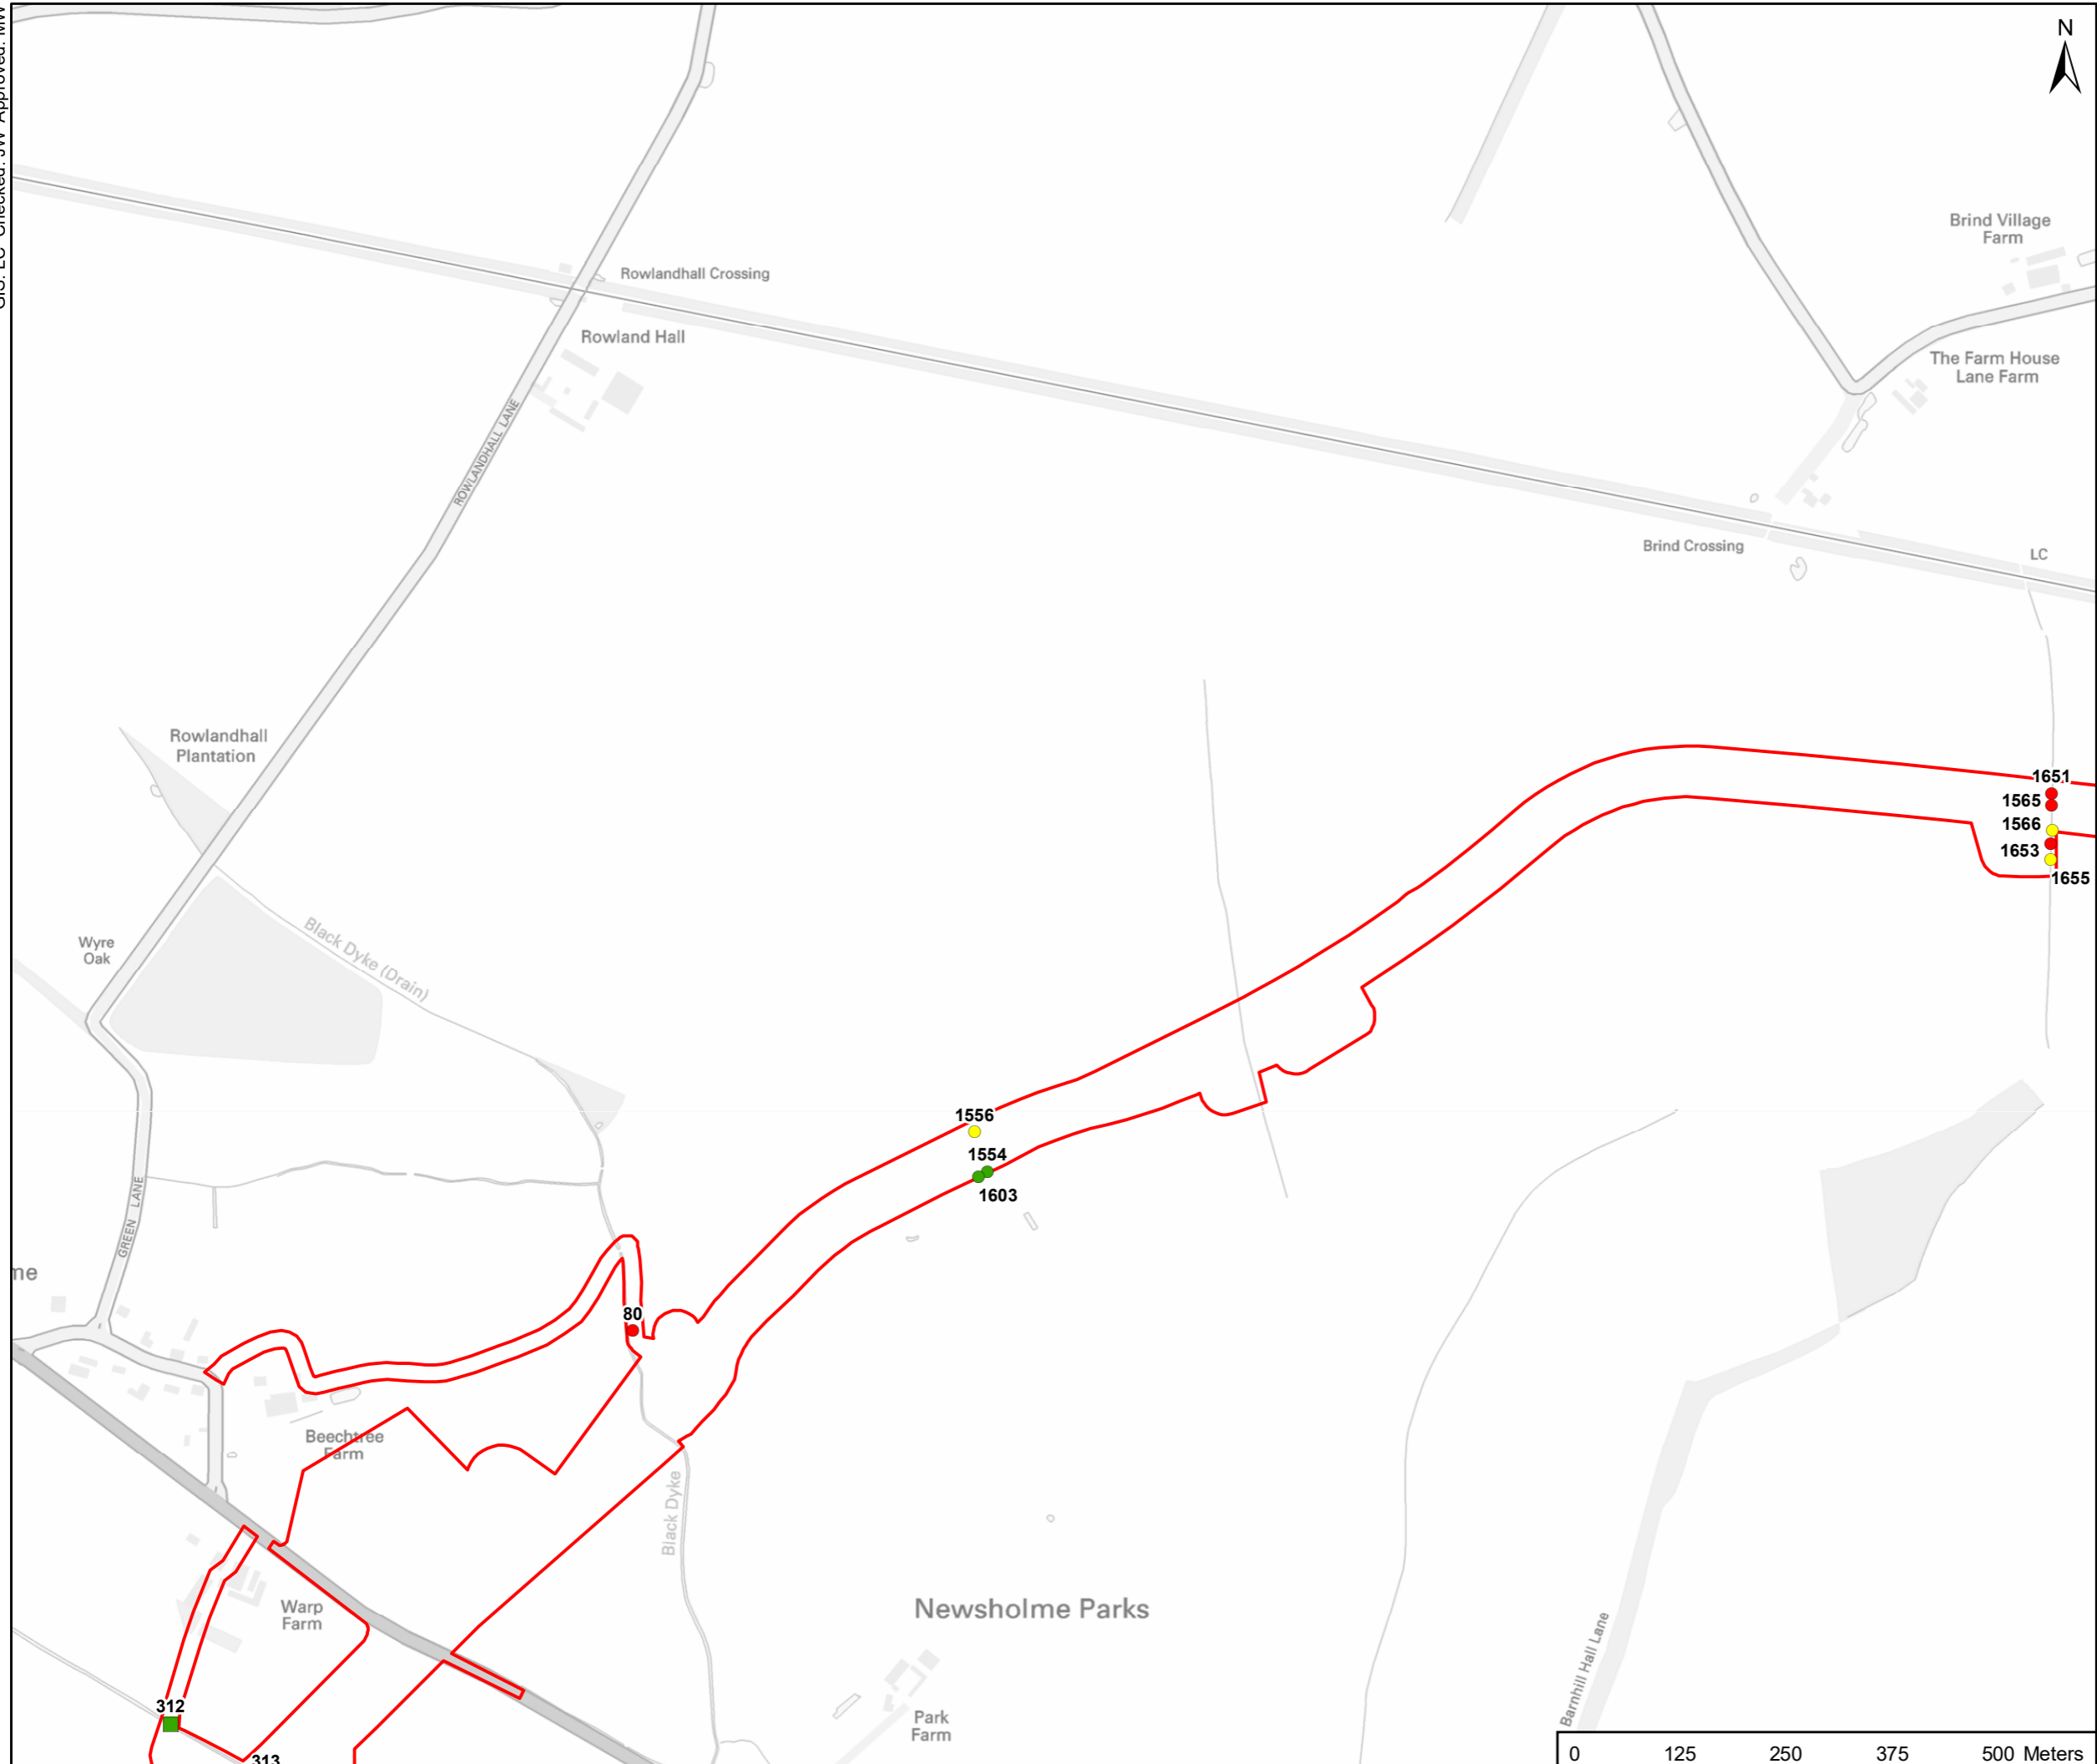 N
Brind Village
Farm
Rowlandhall Crossing
Rowland Hall
The Farm House
Lane Farm
ROWLANDHALL LANE
Brind Crossing
LC
Rowlandhall
Plantation
1651
1565
1566
1653
1655
Wyre
Oak
Black Dyke (Drain)
1556
1554
1603
GREEN LANE
80
Beechtree
Farm
Black Dyke
Newsholme Parks
Warp
Farm
Barnhill Hall Lane
312
Park
Farm
313
0 125 250 375 500 Meters